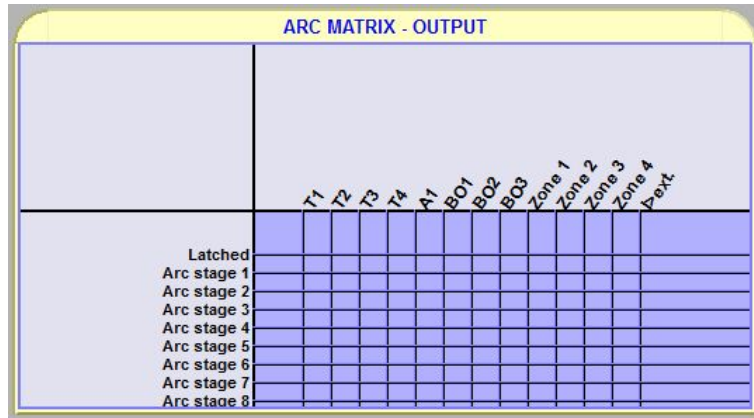 ARC MATRIX - OUTPUT
T1 T2 T3 T4 A1 BO1 BO2 BO3 Zone 1 Zone 2 Zone 3 Zone 4 I>ext.
Latched
Arc stage 1
Arc stage 2
Arc stage 3
Arc stage 4
Arc stage 5
Arc stage 6
Arc stage 7
Arc stage 8